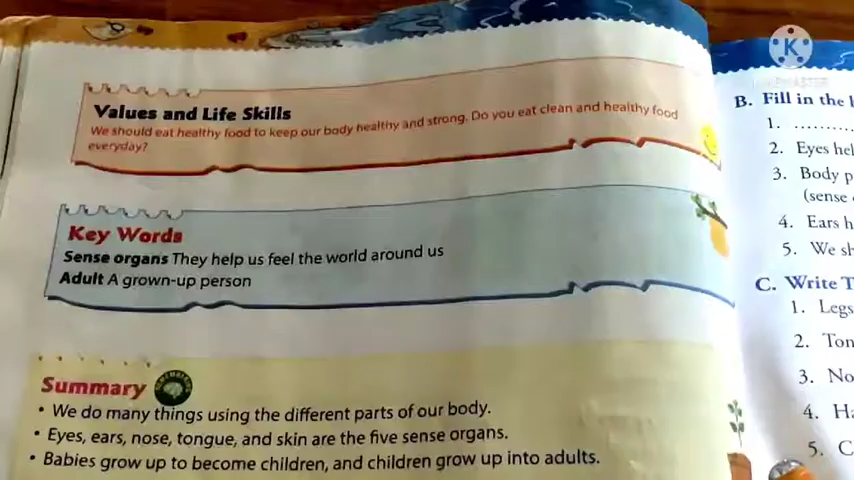 Values and Life Skills
We should eat healthy food to keep our body healthy and strong. Do you eat clean and healthy food
everyday?
Key Words
Sense organs They help us feel the world around us
Adult A grown-up person
Summary
• We do many things using the different parts of our body.
• Eyes, ears, nose, tongue, and skin are the five sense organs.
• Babies grow up to become children, and children grow up into adults.
K
B. Fill in the
1. ..........
2. Eyes
3. Body
(sense
4. Ears
5. We
C. Write
1. Legs
2.
3.
4.
5.